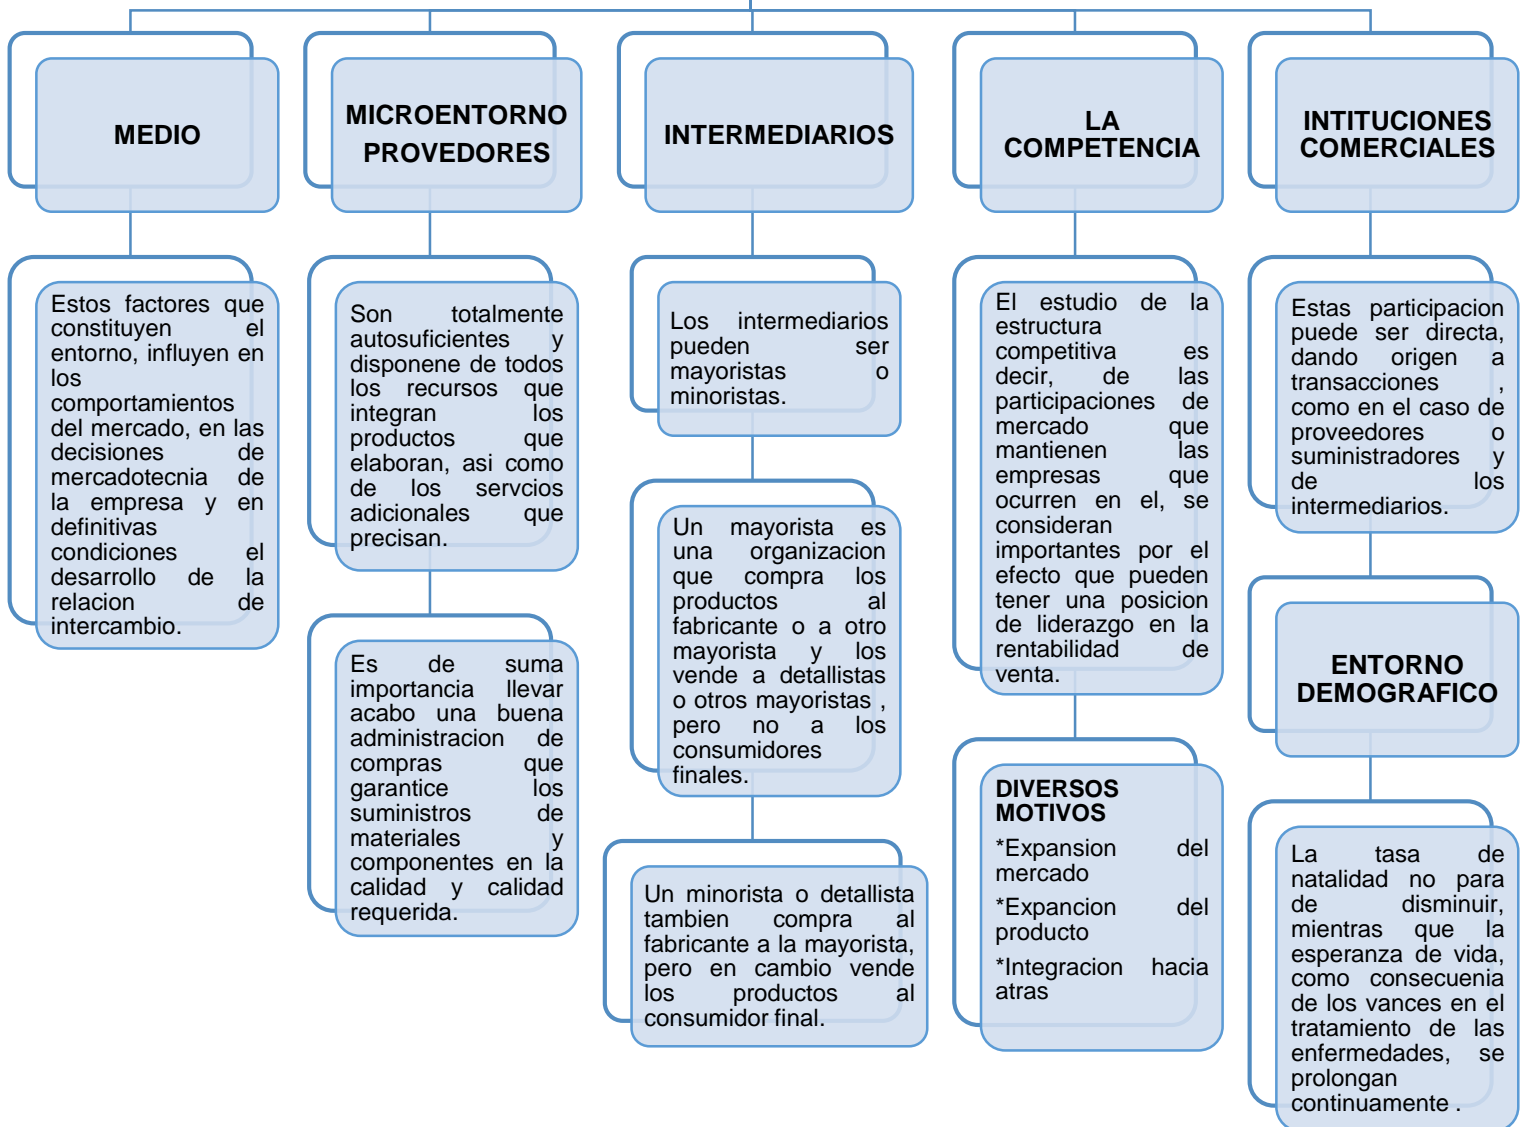 MEDIO
Estos factores que
constituyen el
entorno, influyen en
los
comportamientos
del mercado, en las
decisiones de
mercadotecnia de
la empresa y en
definitivas
condiciones el
desarrollo de la
relacion de
intercambio.
MICROENTORNO
PROVEDORES
Son totalmente
autosuficientes y
disponene de todos
los recursos que
integran los
productos que
elaboran, asi como
de los servcios
adicionales que
precisan.
Es de suma
importancia llevar
acabo una buena
administracion de
compras que
garantice los
suministros de
materiales y
componentes en la
calidad y calidad
requerida.
INTERMEDIARIOS
Los intermediarios
pueden ser
mayoristas o
minoristas.
Un mayorista es
una organizacion
que compra los
productos al
fabricante o a otro
mayorista y los
vende a detallistas
o otros mayoristas ,
pero no a los
consumidores
finales.
Un minorista o detallista
tambien compra al
fabricante a la mayorista,
pero en cambio vende
los productos al
consumidor final.
LA
COMPETENCIA
El estudio de la
estructura
competitiva es
decir, de las
participaciones de
mercado que
mantienen las
empresas que
ocurren en el, se
consideran
importantes por el
efecto que pueden
tener una posicion
de liderazgo en la
rentabilidad de
venta.
DIVERSOS
MOTIVOS
*Expansion del
mercado
*Expancion del
producto
*Integracion hacia
atras
INTITUCIONES
COMERCIALES
Estas participacion
puede ser directa,
dando origen a
transacciones ,
como en el caso de
proveedores o
suministradores y
de los
intermediarios.
ENTORNO
DEMOGRAFICO
La tasa de
natalidad no para
de disminuir,
mientras que la
esperanza de vida,
como consecuenia
de los vances en el
tratamiento de las
enfermedades, se
prolongan
continuamente .